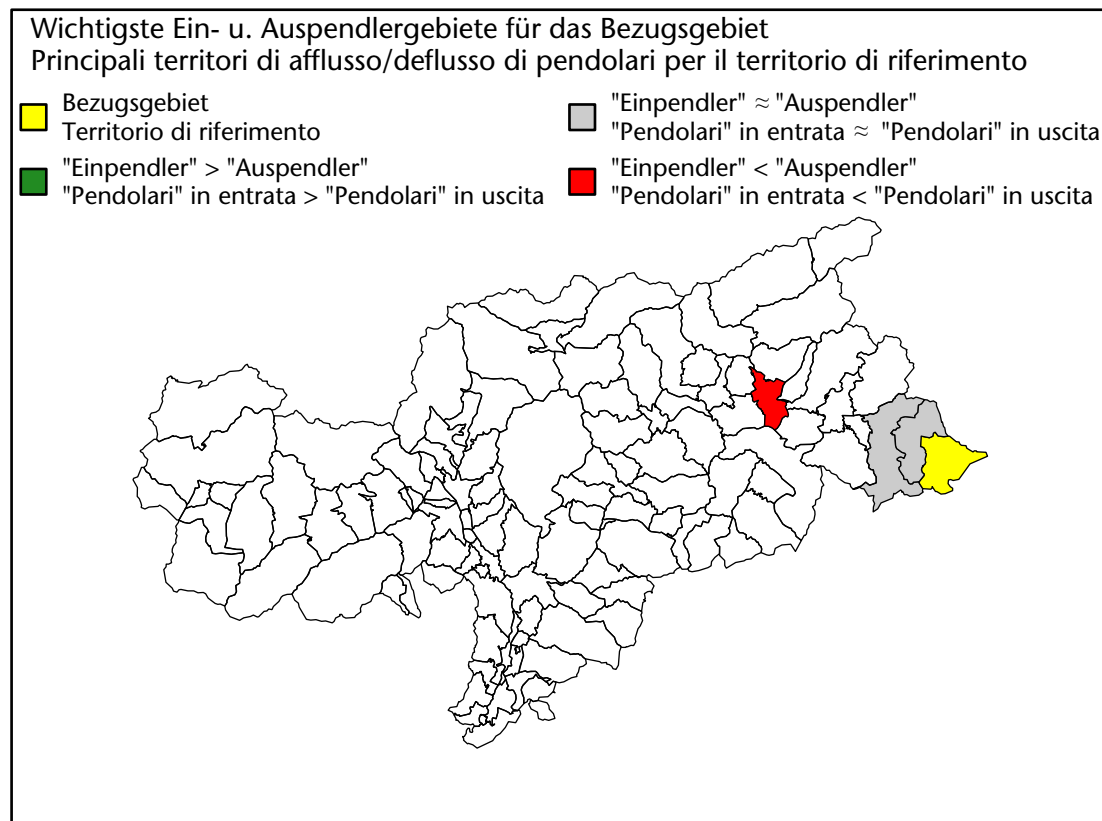 Wichtigste Ein- u. Auspendlergebiete für das Bezugsgebiet
Principali territori di afflusso/deflusso di pendolari per il territorio di riferimento
Bezugsgebiet
Territorio di riferimento
"Einpendler" > "Auspendler"
"Pendolari" in entrata > "Pendolari" in uscita
"Einpendler" ≈ "Auspendler"
"Pendolari" in entrata ≈ "Pendolari" in uscita
"Einpendler" < "Auspendler"
"Pendolari" in entrata < "Pendolari" in uscita